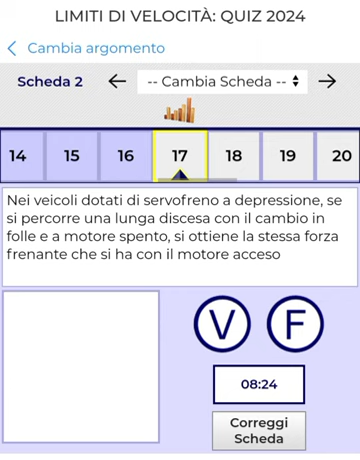 LIMITI DI VELOCITÀ: QUIZ 2024
Cambia argomento
Scheda 2
-- Cambia Scheda --
14 15 16 17 18 19 20
Nei veicoli dotati di servofreno a depressione, se
si percorre una lunga discesa con il cambio in
folle e a motore spento, si ottiene la stessa forza
frenante che si ha con il motore acceso
V F
08:24
Correggi
Scheda